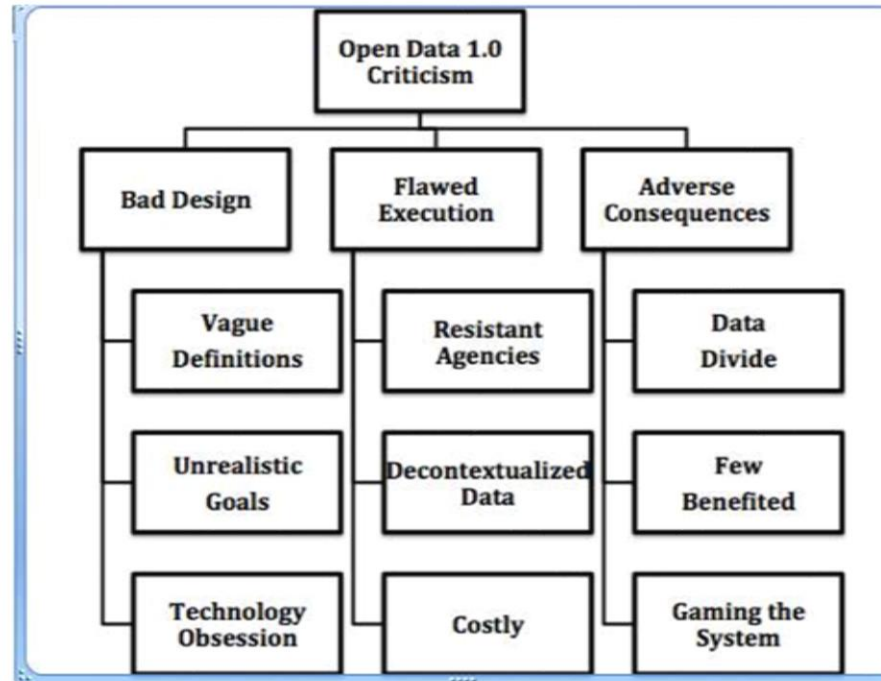 Open Data 1.0
Criticism
Bad Design
Flawed
Execution
Adverse
Consequences
Vague
Definitions
Resistant
Agencies
Data
Divide
Unrealistic
Goals
Decontextualized
Data
Few
Benefited
Technology
Obsession
Costly
Gaming the
System